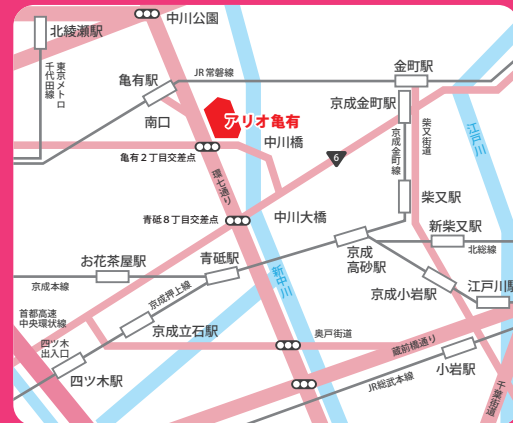 中川公園
北綾瀬駅
東京メトロ
千代田線
亀有駅
JR常磐線
金町駅
京成金町駅
アリオ亀有
南口
中川橋
亀有2丁目交差点
6
京成金町線
柴又街道
江戸川
環七通り
柴又駅
青砥8丁目交差点
中川大橋
新柴又駅
北総線
京成
高砂駅
お花茶屋駅
青砥駅
京成本線
新中川
京成小岩駅
江戸川駅
京成押上線
首都高速
中央環状線
京成立石駅
奥戸街道
蔵前橋通り
四ツ木
出入口
四ツ木駅
小岩駅
JR総武本線
千葉街道